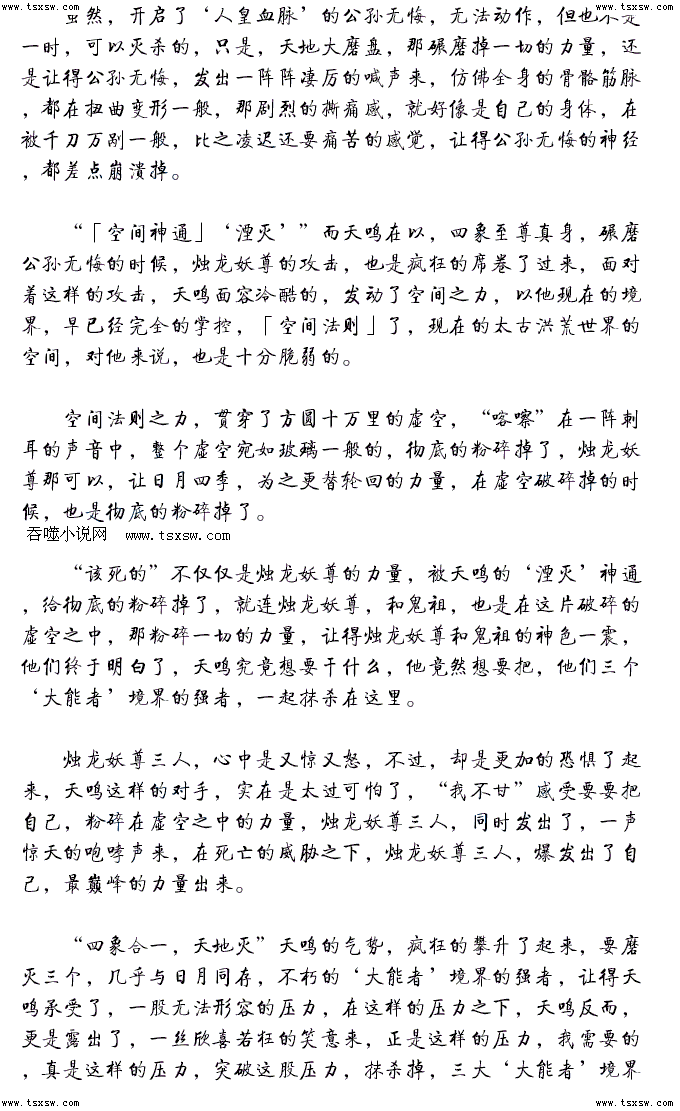 www.tsxsw.com www.tsxsw.com www.tsxsw.com www.tsxsw.com
虽然，开启了‘人皇血脉’的公孙无悔，无法动作，但也不是
一时，可以灭杀的，只是，天地大磨盘，那碾磨掉一切的力量，还
是让得公孙无悔，发出一阵阵凄厉的喊声来，仿佛全身的骨骼筋脉
，都在扭曲变形一般，那剧烈的撕痛感，就好像是自己的身体，在
被千刀万剐一般，比之凌迟还要痛苦的感觉，让得公孙无悔的神经
，都差点崩溃掉。
“「空间神通」‘湮灭’”而天鸣在以，四象至尊真身，碾磨
公孙无悔的时候，烛龙妖尊的攻击，也是疯狂的席卷了过来，面对
着这样的攻击，天鸣面容冷酷的，发动了空间之力，以他现在的境
界，早已经完全的掌控，「空间法则」了，现在的太古洪荒世界的
空间，对他来说，也是十分脆弱的。
空间法则之力，贯穿了方圆十万里的虚空，“喀嚓”在一阵刺
耳的声音中，整个虚空宛如玻璃一般的，彻底的粉碎掉了，烛龙妖
尊那可以，让日月四季，为之更替轮回的力量，在虚空破碎掉的时
候，也是彻底的粉碎掉了。
吞噬小说网 www.tsxsw.com
“该死的”不仅仅是烛龙妖尊的力量，被天鸣的‘湮灭’神通
，给彻底的粉碎掉了，就连烛龙妖尊，和鬼祖，也是在这片破碎的
虚空之中，那粉碎一切的力量，让得烛龙妖尊和鬼祖的神色一震，
他们终于明白了，天鸣究竟想要干什么，他竟然想要把，他们三个
‘大能者’境界的强者，一起抹杀在这里。
烛龙妖尊三人，心中是又惊又怒，不过，却是更加的恐惧了起
来，天鸣这样的对手，实在是太过可怕了，“我不甘”感受要要把
自己，粉碎在虚空之中的力量，烛龙妖尊三人，同时发出了，一声
惊天的咆哮声来，在死亡的威胁之下，烛龙妖尊三人，爆发出了自
己，最巅峰的力量出来。
“四象合一，天地灭”天鸣的气势，疯狂的攀升了起来，要磨
灭三个，几乎与日月同存，不朽的‘大能者’境界的强者，让得天
鸣承受了，一股无法形容的压力，在这样的压力之下，天鸣反而，
更是露出了，一丝欣喜若狂的笑意来，正是这样的压力，我需要的
，真是这样的压力，突破这股压力，抹杀掉，三大‘大能者’境界
www.tsxsw.com www.tsxsw.com www.tsxsw.com www.tsxsw.com